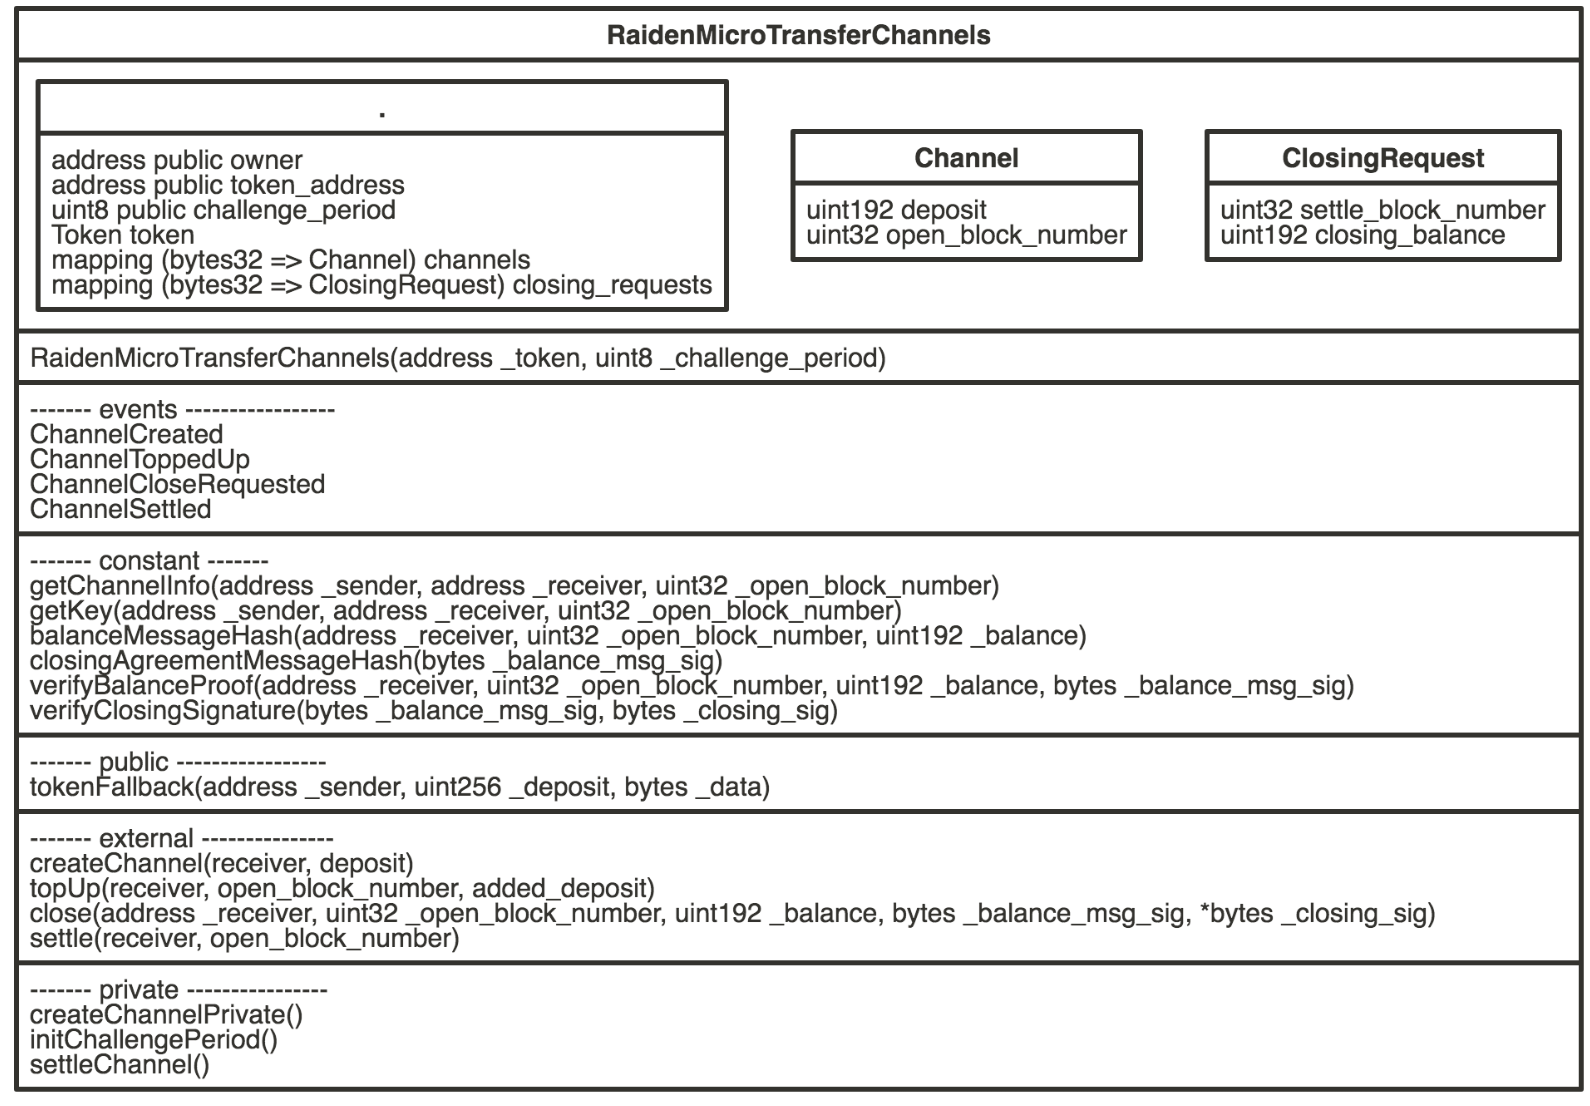 RaidenMicroTransferChannels
.
address public owner
address public token_address
uint8 public challenge_period
Token token
mapping (bytes32 => Channel) channels
mapping (bytes32 => ClosingRequest) closing_requests
Channel
uint192 deposit
uint32 open_block_number
ClosingRequest
uint32 settle_block_number
uint192 closing_balance
RaidenMicroTransferChannels(address _token, uint8 _challenge_period)
------- events -----------------
ChannelCreated
ChannelToppedUp
ChannelCloseRequested
ChannelSettled
------- constant -------
getChannelInfo(address _sender, address _receiver, uint32 _open_block_number)
getKey(address _sender, address _receiver, uint32 _open_block_number)
balanceMessageHash(address _receiver, uint32 _open_block_number, uint192 _balance)
closingAgreementMessageHash(bytes _balance_msg_sig)
verifyBalanceProof(address _receiver, uint32 _open_block_number, uint192 _balance, bytes _balance_msg_sig)
verifyClosingSignature(bytes _balance_msg_sig, bytes _closing_sig)
------- public -----------------
tokenFallback(address _sender, uint256 _deposit, bytes _data)
------- external ---------------
createChannel(receiver, deposit)
topUp(receiver, open_block_number, added_deposit)
close(address _receiver, uint32 _open_block_number, uint192 _balance, bytes _balance_msg_sig, *bytes _closing_sig)
settle(receiver, open_block_number)
------- private ----------------
createChannelPrivate()
initChallengePeriod()
settleChannel()